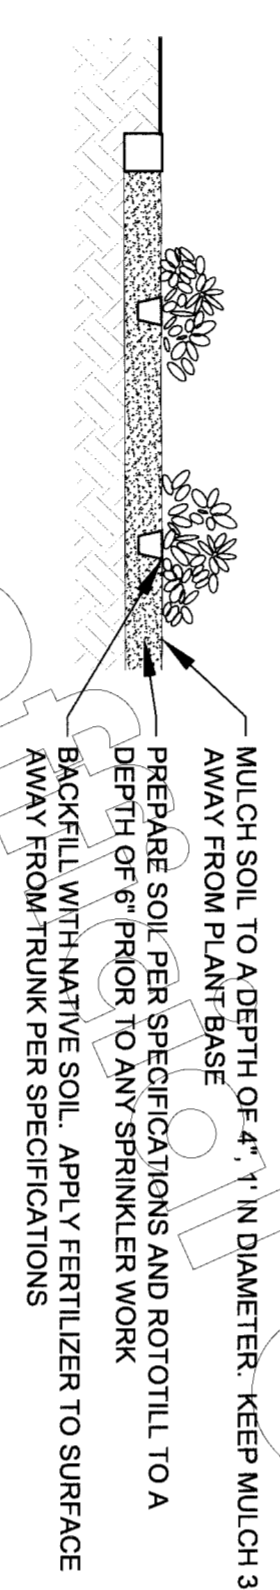 MULCH SOIL TO A DEPTH OF 4", 1' IN DIAMETER. KEEP MULCH 3
AWAY FROM PLANT BASE
PREPARE SOIL PER SPECIFICATIONS AND ROTOTILL TO A
DEPTH OF 6" PRIOR TO ANY SPRINKLER WORK
BACKFILL WITH NATIVE SOIL. APPLY FERTILIZER TO SURFACE
AWAY FROM TRUNK PER SPECIFICATIONS